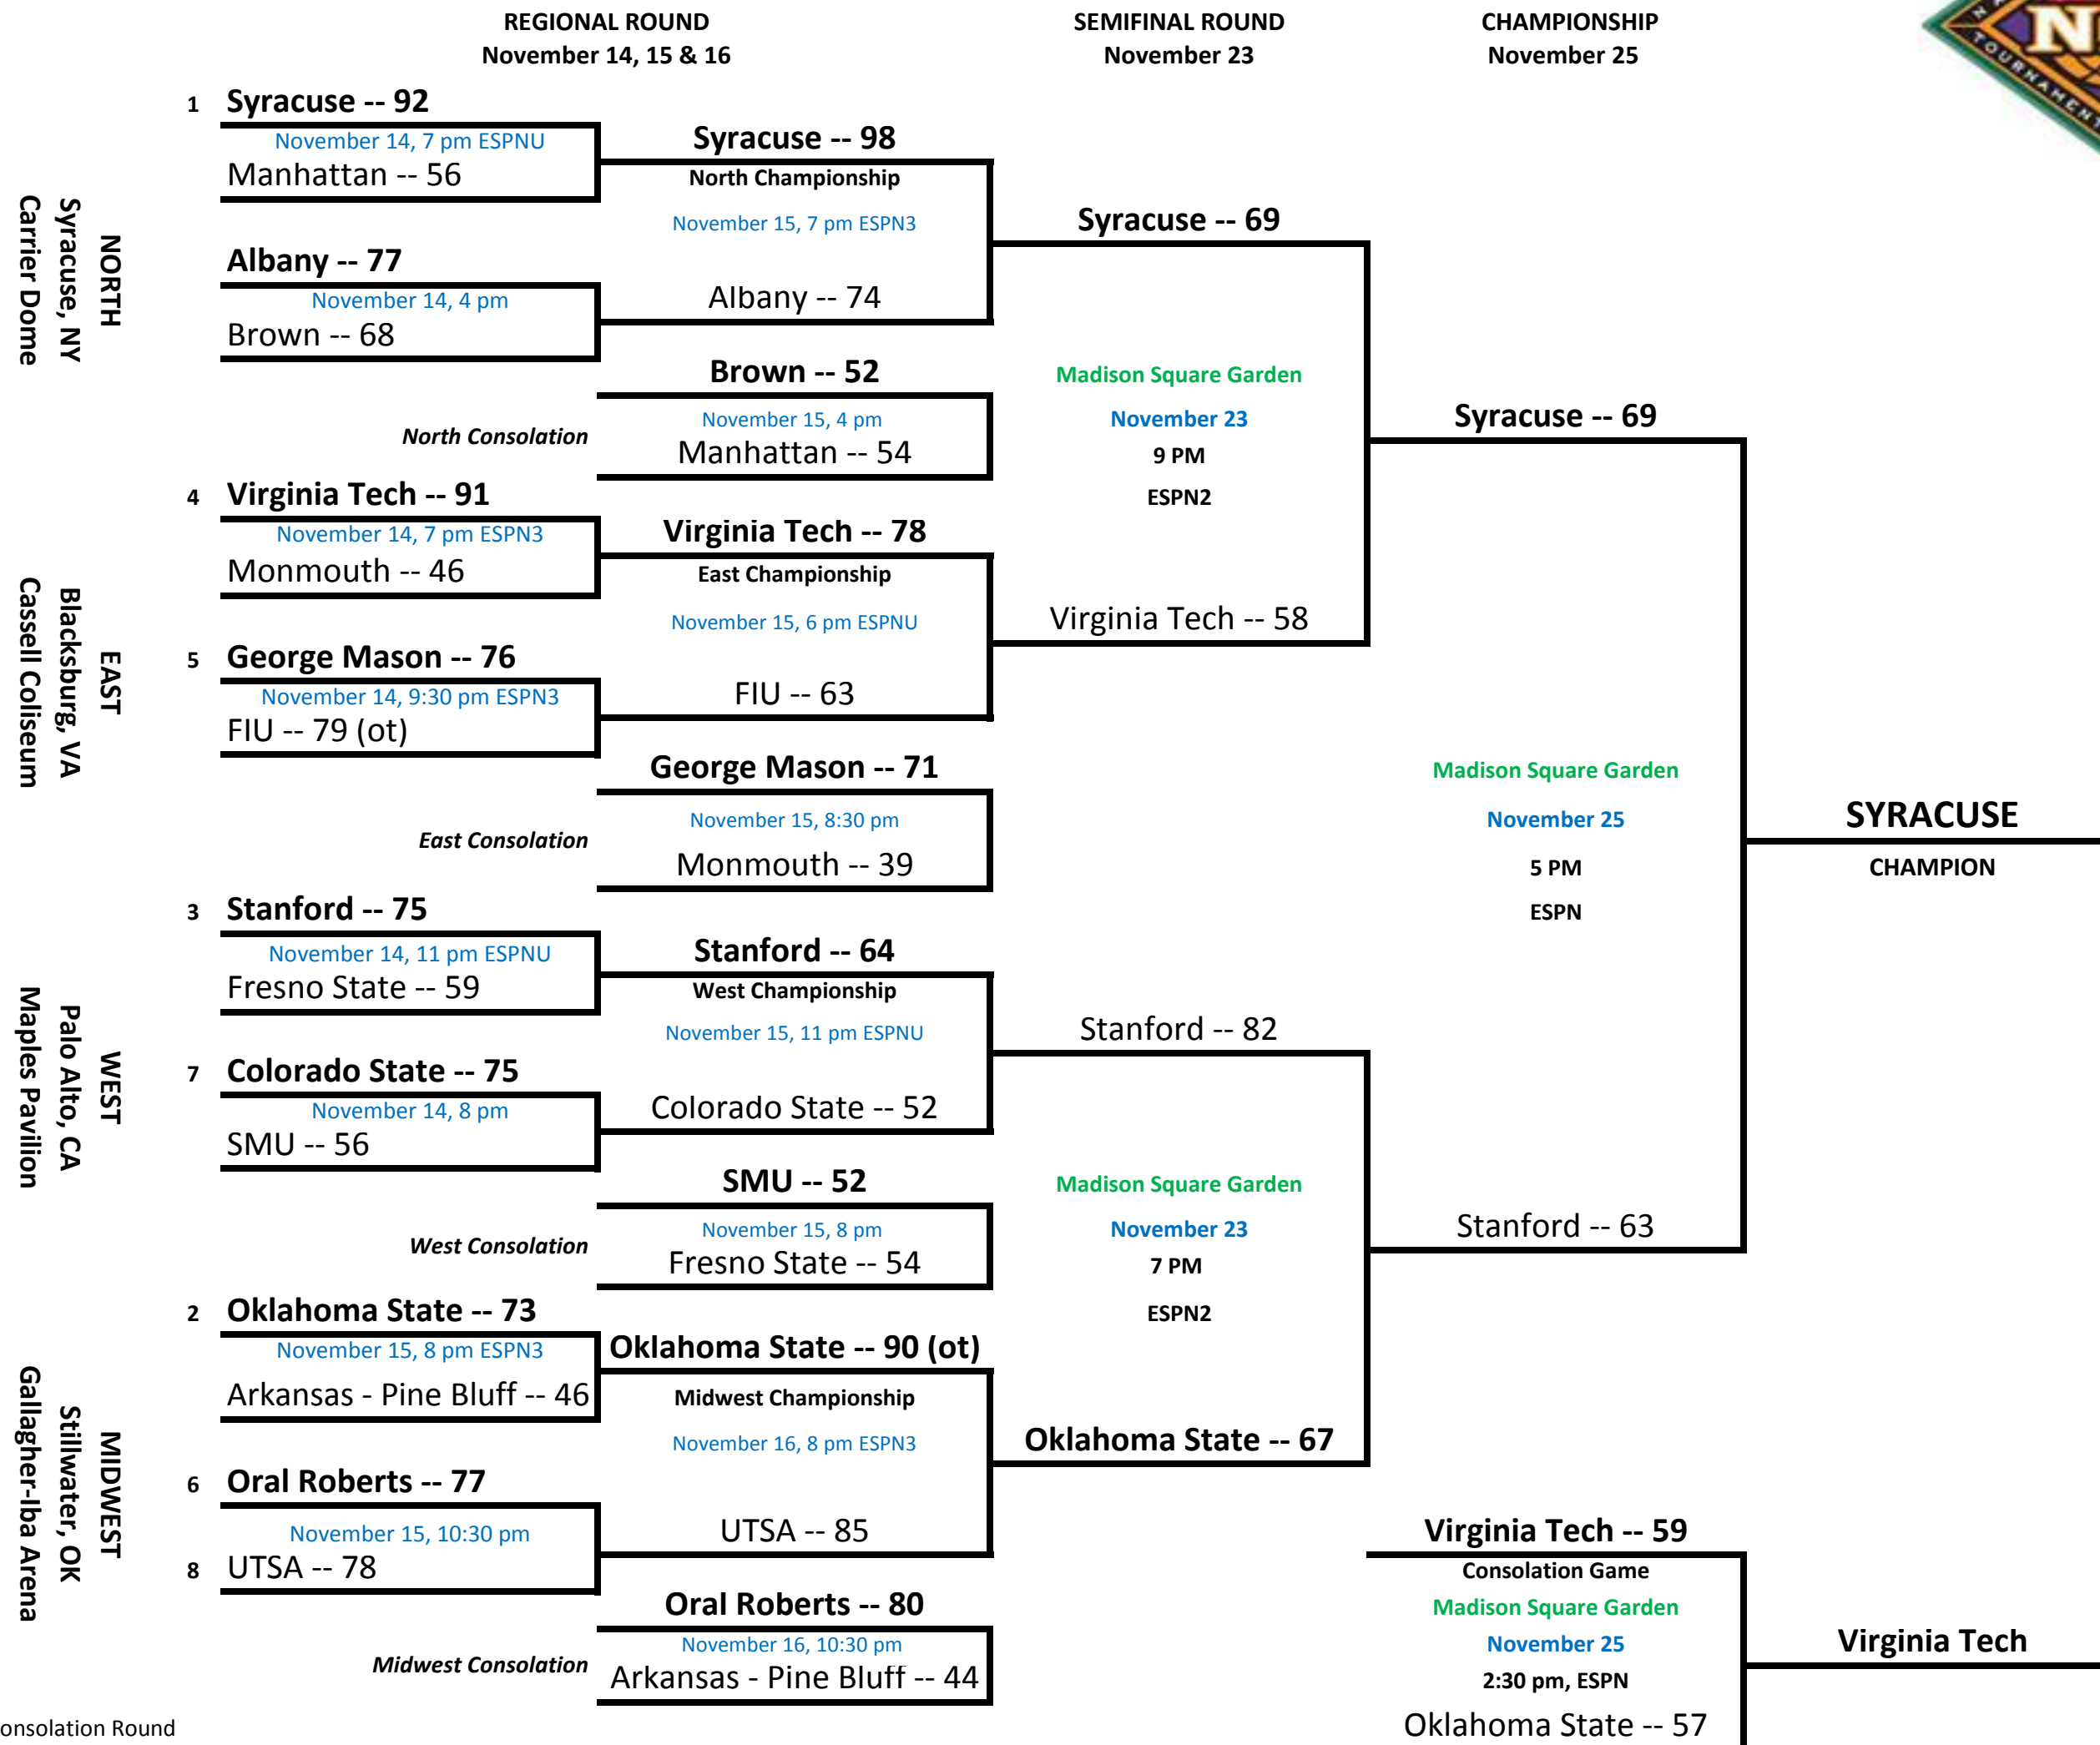 REGIONAL ROUND
November 14, 15 & 16
SEMIFINAL ROUND
November 23
CHAMPIONSHIP
November 25
TOURNAMENT
NORTH
Syracuse, NY
Carrier Dome
1 Syracuse -- 92
November 14, 7 pm ESPNU
Manhattan -- 56
Albany -- 77
November 14, 4 pm
Brown -- 68
Syracuse -- 98
North Championship
November 15, 7 pm ESPN3
Albany -- 74
North Consolation
Brown -- 52
November 15, 4 pm
Manhattan -- 54
EAST
Blacksburg, VA
Cassell Coliseum
4 Virginia Tech -- 91
November 14, 7 pm ESPN3
Monmouth -- 46
5 George Mason -- 76
November 14, 9:30 pm ESPN3
FIU -- 79 (ot)
Virginia Tech -- 78
East Championship
November 15, 6 pm ESPNU
FIU -- 63
East Consolation
George Mason -- 71
November 15, 8:30 pm
Monmouth -- 39
WEST
Palo Alto, CA
Maples Pavilion
3 Stanford -- 75
November 14, 11 pm ESPNU
Fresno State -- 59
7 Colorado State -- 75
November 14, 8 pm
SMU -- 56
Stanford -- 64
West Championship
November 15, 11 pm ESPNU
Colorado State -- 52
West Consolation
SMU -- 52
November 15, 8 pm
Fresno State -- 54
MIDWEST
Stillwater, OK
Gallagher-Iba Arena
2 Oklahoma State -- 73
November 15, 8 pm ESPN3
Arkansas - Pine Bluff -- 46
6 Oral Roberts -- 77
November 15, 10:30 pm
8 UTSA -- 78
Oklahoma State -- 90 (ot)
Midwest Championship
November 16, 8 pm ESPN3
UTSA -- 85
Midwest Consolation
Oral Roberts -- 80
November 16, 10:30 pm
Arkansas - Pine Bluff -- 44
onsolation Round
Syracuse -- 69
Madison Square Garden
November 23
9 PM
ESPN2
Virginia Tech -- 58
Stanford -- 82
Madison Square Garden
November 23
7 PM
ESPN2
Oklahoma State -- 67
Syracuse -- 69
Madison Square Garden
November 25
5 PM
ESPN
Stanford -- 63
SYRACUSE
CHAMPION
Virginia Tech -- 59
Consolation Game
Madison Square Garden
November 25
2:30 pm, ESPN
Oklahoma State -- 57
Virginia Tech